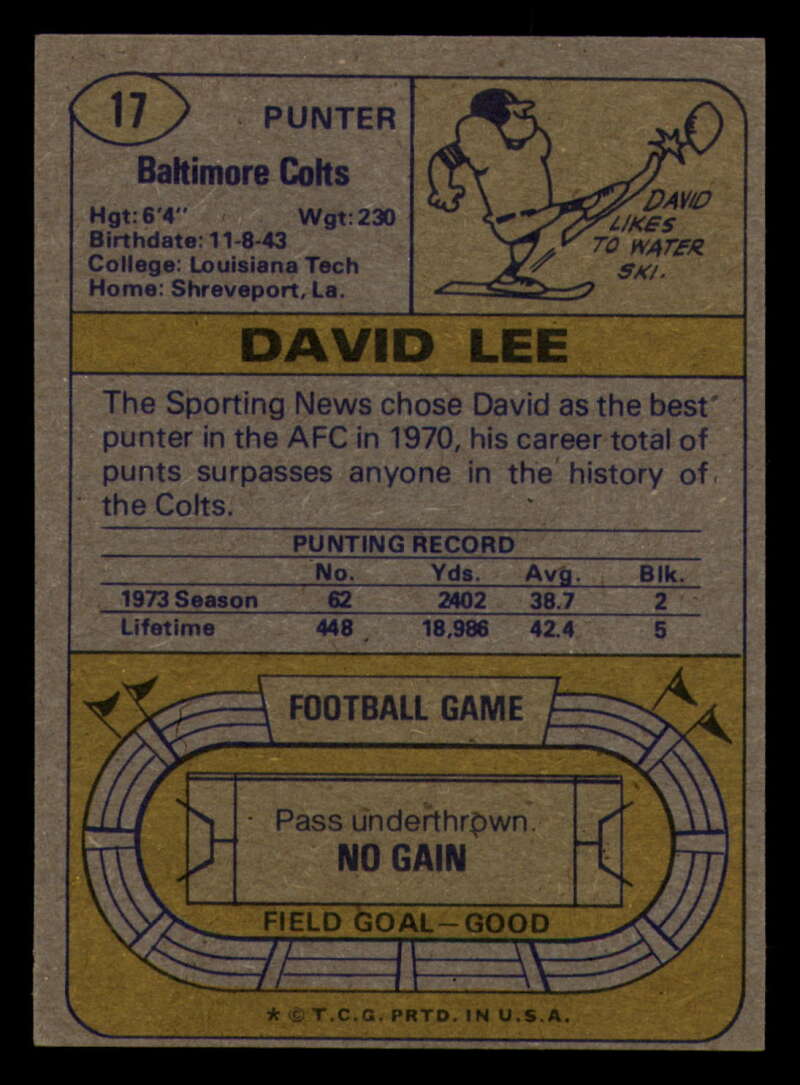 17
PUNTER
Baltimore Colts
Hgt: 6'4" Wgt: 230
Birthdate: 11-8-43
College: Louisiana Tech
Home: Shreveport, La.
DAVID
LIKES
TO WATER
SKI.
DAVID LEE
The Sporting News chose David as the best
punter in the AFC in 1970, his career total of
punts surpasses anyone in the history of
the Colts.
PUNTING RECORD
No. Yds. Avg. Blk.
1973 Season 62 2402 38.7 2
Lifetime 448 18,986 42.4 5
FOOTBALL GAME
Pass underthrown.
NO GAIN
FIELD GOAL—GOOD
* © T.C.G. PRTD. IN U.S.A.